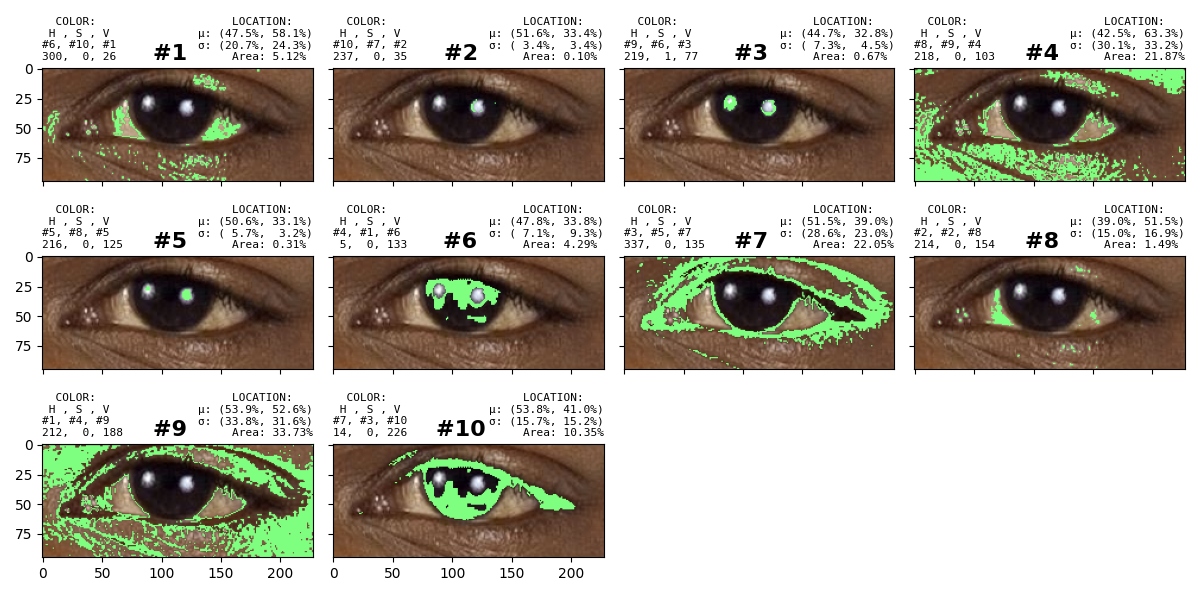 COLOR: LOCATION:
H , S , V μ: (47.5%, 58.1%)
#6, #10, #1 σ: (20.7%, 24.3%)
300, 0, 26 #1 Area: 5.12%
COLOR: LOCATION:
H , S , V μ: (51.6%, 33.4%)
#10, #7, #2 σ: ( 3.4%, 3.4%)
237, 0, 35 #2 Area: 0.10%
COLOR: LOCATION:
H , S , V μ: (44.7%, 32.8%)
#9, #6, #3 σ: ( 7.3%, 4.5%)
219, 1, 77 #3 Area: 0.67%
COLOR: LOCATION:
H , S , V μ: (42.5%, 63.3%)
#8, #9, #4 σ: (30.1%, 33.2%)
218, 0, 103 #4 Area: 21.87%
0
25
50
75
COLOR: LOCATION:
H , S , V μ: (50.6%, 33.1%)
#5, #8, #5 σ: ( 5.7%, 3.2%)
216, 0, 125 #5 Area: 0.31%
COLOR: LOCATION:
H , S , V μ: (47.8%, 33.8%)
#4, #1, #6 σ: ( 7.1%, 9.3%)
5, 0, 133 #6 Area: 4.29%
COLOR: LOCATION:
H , S , V μ: (51.5%, 39.0%)
#3, #5, #7 σ: (28.6%, 23.0%)
337, 0, 135 #7 Area: 22.05%
COLOR: LOCATION:
H , S , V μ: (39.0%, 51.5%)
#2, #2, #8 σ: (15.0%, 16.9%)
214, 0, 154 #8 Area: 1.49%
0
25
50
75
COLOR: LOCATION:
H , S , V μ: (53.9%, 52.6%)
#1, #4, #9 σ: (33.8%, 31.6%)
212, 0, 188 #9 Area: 33.73%
COLOR: LOCATION:
H , S , V μ: (53.8%, 41.0%)
#7, #3, #10 σ: (15.7%, 15.2%)
14, 0, 226 #10 Area: 10.35%
0
25
50
75
0 50 100 150 200
0 50 100 150 200